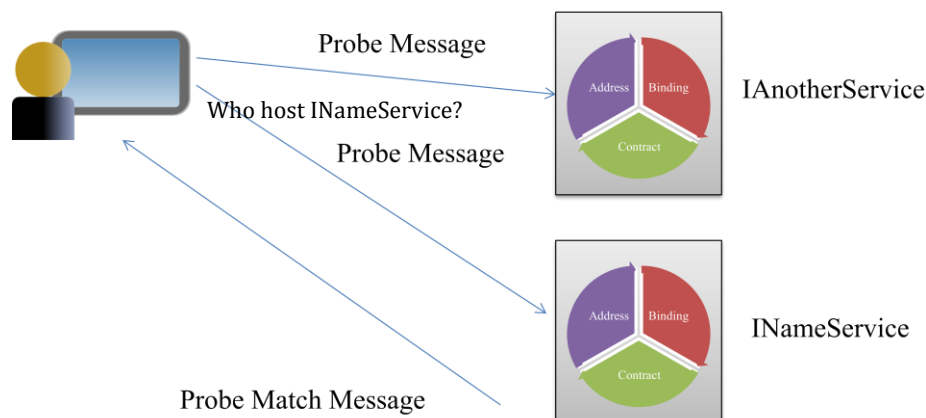 Probe Message
Address
Binding
IAnotherService
Who host INameService?
Contract
Probe Message
Address
Binding
INameService
Contract
Probe Match Message